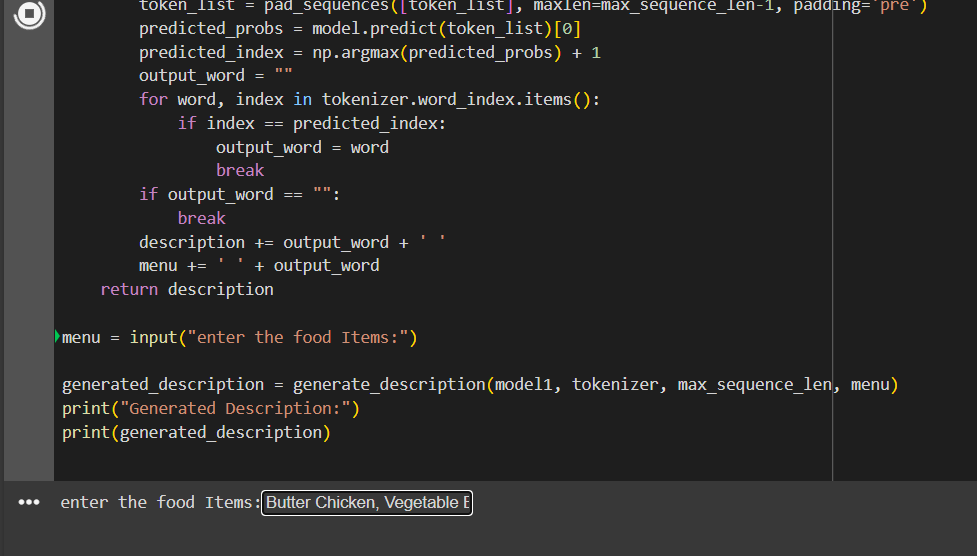 token_list = pad_sequences([token_list], maxlen=max_sequence_len-1, padding='pre')
predicted_probs = model.predict(token_list)[0]
predicted_index = np.argmax(predicted_probs) + 1
output_word = ""
for word, index in tokenizer.word_index.items():
if index == predicted_index:
output_word = word
break
if output_word == "":
break
description += output_word + ' '
menu += ' ' + output_word
return description
menu = input("enter the food Items:")
generated_description = generate_description(model1, tokenizer, max_sequence_len, menu)
print("Generated Description:")
print(generated_description)
enter the food Items: Butter Chicken, Vegetable